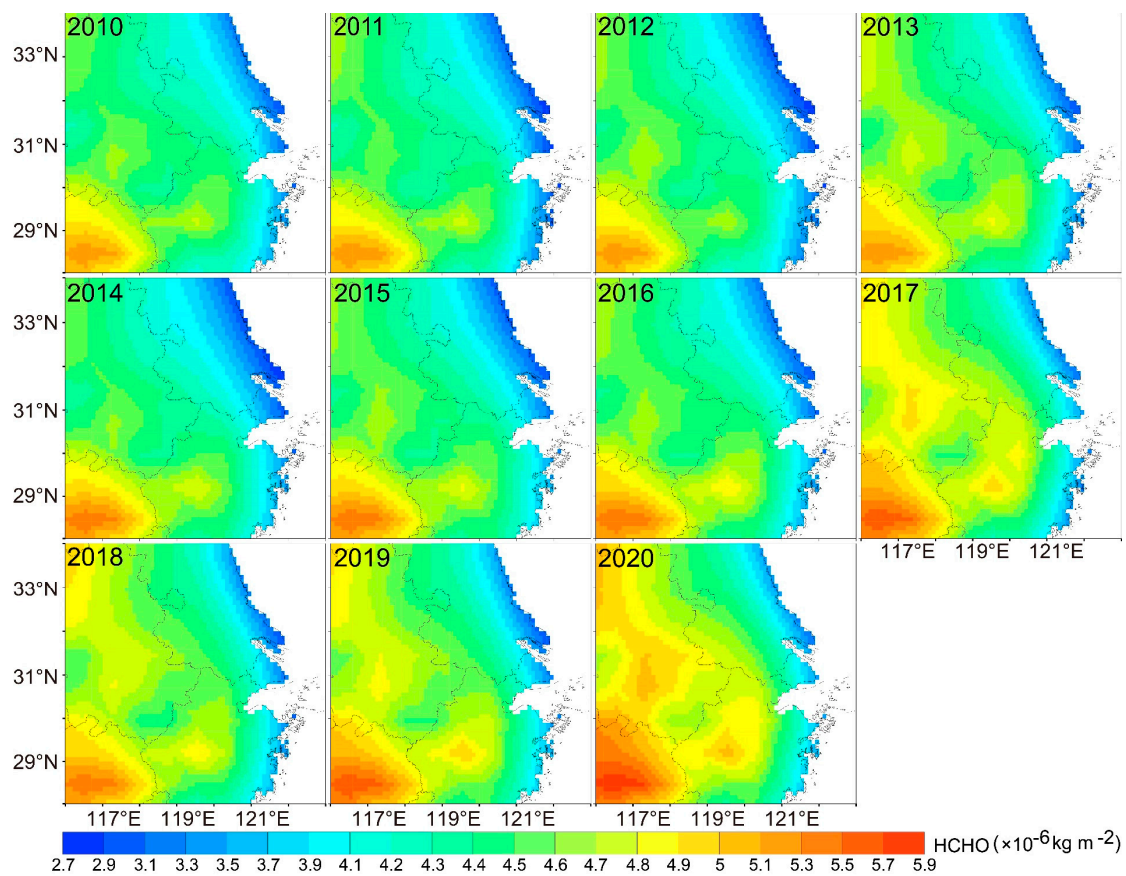 2010 2011 2012 2013
33°N
31°N
29°N
2014 2015 2016 2017
33°N
31°N
29°N
117°E 119°E 121°E
2018 2019 2020
33°N
31°N
29°N
117°E 119°E 121°E 117°E 119°E 121°E 117°E 119°E 121°E
HCHO (×10⁻⁶ kg m⁻²)
2.7 2.9 3.1 3.3 3.5 3.7 3.9 4.1 4.2 4.3 4.4 4.5 4.6 4.7 4.8 4.9 5 5.1 5.3 5.5 5.7 5.9